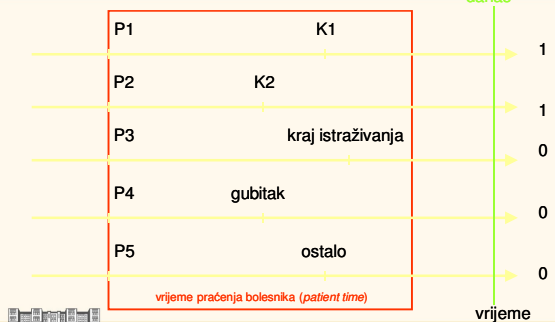 P1 K1
1
P2 K2
1
P3 kraj istraživanja
0
P4 gubitak
0
P5 ostalo
0
vrijeme praćenja bolesnika (patient time)
vrijeme